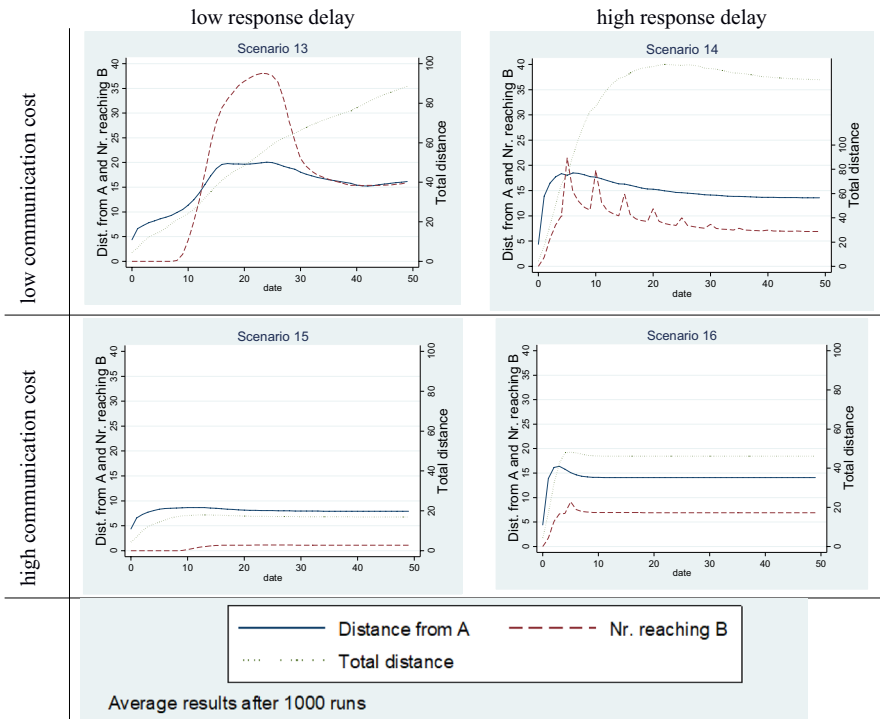 low response delay
high response delay
low communication cost
Scenario 13
Dist. from A and Nr. reaching B
0 5 10 15 20 25 30 35 40
0 20 40 60 80 100
Total distance
0 10 20 30 40 50
date
Scenario 14
Dist. from A and Nr. reaching B
0 5 10 15 20 25 30 35 40
0 20 40 60 80 100
Total distance
0 10 20 30 40 50
date
high communication cost
Scenario 15
Dist. from A and Nr. reaching B
0 5 10 15 20 25 30 35 40
0 20 40 60 80 100
Total distance
0 10 20 30 40 50
date
Scenario 16
Dist. from A and Nr. reaching B
0 5 10 15 20 25 30 35 40
0 20 40 60 80 100
Total distance
0 10 20 30 40 50
date
Distance from A
Nr. reaching B
Total distance
Average results after 1000 runs